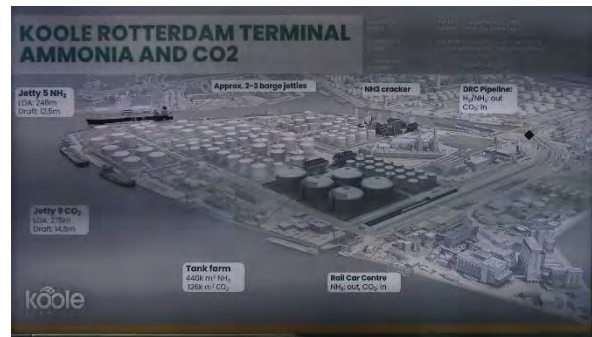 KOOLE ROTTERDAM TERMINAL
AMMONIA AND CO2
Jetty 5 NH₃
LOA: 246m
Draft: 12,5m
Approx. 2-3 barge jetties
NH3 cracker
DRC Pipeline:
H₂/NH₃: out
CO₂: in
Jetty 9 CO₂
LOA: 275m
Draft: 14,6m
Tank farm
440k m³ NH₃
126k m³ CO₂
Rail Car Centre
NH₃: out, CO₂: in
koole